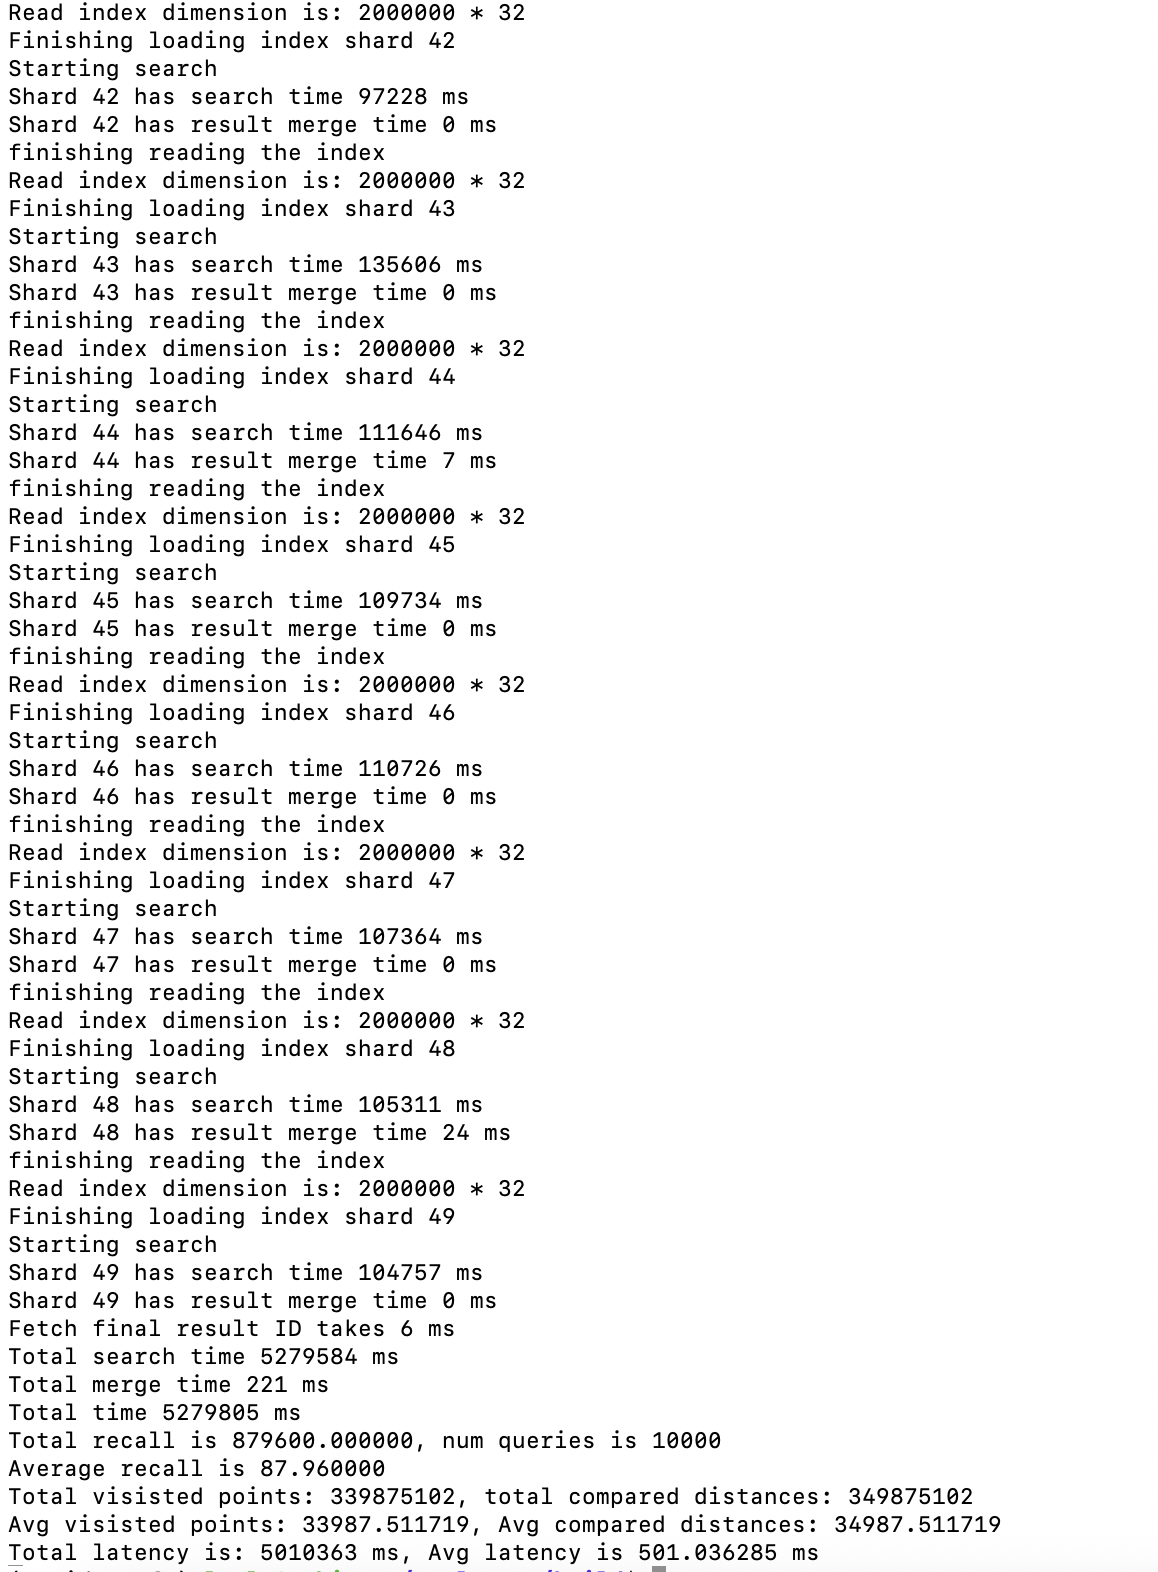 Read index dimension is: 2000000 * 32
Finishing loading index shard 42
Starting search
Shard 42 has search time 97228 ms
Shard 42 has result merge time 0 ms
finishing reading the index
Read index dimension is: 2000000 * 32
Finishing loading index shard 43
Starting search
Shard 43 has search time 135606 ms
Shard 43 has result merge time 0 ms
finishing reading the index
Read index dimension is: 2000000 * 32
Finishing loading index shard 44
Starting search
Shard 44 has search time 111646 ms
Shard 44 has result merge time 7 ms
finishing reading the index
Read index dimension is: 2000000 * 32
Finishing loading index shard 45
Starting search
Shard 45 has search time 109734 ms
Shard 45 has result merge time 0 ms
finishing reading the index
Read index dimension is: 2000000 * 32
Finishing loading index shard 46
Starting search
Shard 46 has search time 110726 ms
Shard 46 has result merge time 0 ms
finishing reading the index
Read index dimension is: 2000000 * 32
Finishing loading index shard 47
Starting search
Shard 47 has search time 107364 ms
Shard 47 has result merge time 0 ms
finishing reading the index
Read index dimension is: 2000000 * 32
Finishing loading index shard 48
Starting search
Shard 48 has search time 105311 ms
Shard 48 has result merge time 24 ms
finishing reading the index
Read index dimension is: 2000000 * 32
Finishing loading index shard 49
Starting search
Shard 49 has search time 104757 ms
Shard 49 has result merge time 0 ms
Fetch final result ID takes 6 ms
Total search time 5279584 ms
Total merge time 221 ms
Total time 5279805 ms
Total recall is 879600.000000, num queries is 10000
Average recall is 87.960000
Total visisted points: 339875102, total compared distances: 349875102
Avg visisted points: 33987.511719, Avg compared distances: 34987.511719
Total latency is: 5010363 ms, Avg latency is 501.036285 ms